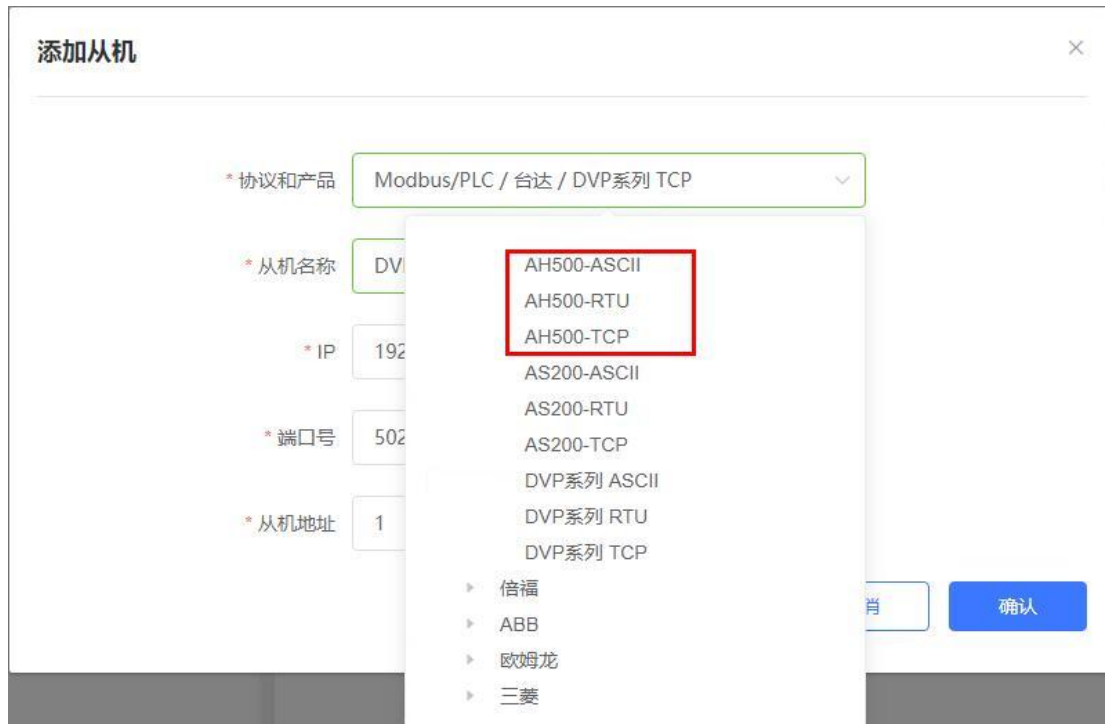 添加从机
* 协议和产品 Modbus/PLC / 台达 / DVP系列 TCP
AH500-ASCII
* 从机名称 DV
AH500-RTU
AH500-TCP
* IP 192
AS200-ASCII
AS200-RTU
* 端口号 502
AS200-TCP
DVP系列 ASCII
* 从机地址 1
DVP系列 RTU
DVP系列 TCP
倍福
确认
ABB
欧姆龙
三菱